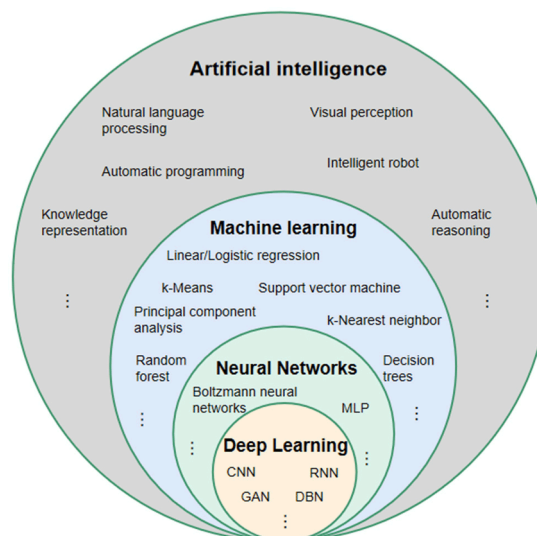 Artificial intelligence
Natural language
processing
Visual perception
Automatic programming
Intelligent robot
Knowledge
representation
Automatic
reasoning
⋮
⋮
Machine learning
Linear/Logistic regression
k-Means
Support vector machine
Principal component
analysis
k-Nearest neighbor
Random
forest
Decision
trees
⋮
⋮
Neural Networks
Boltzmann neural
networks
MLP
⋮
⋮
Deep Learning
CNN
RNN
GAN
DBN
⋮